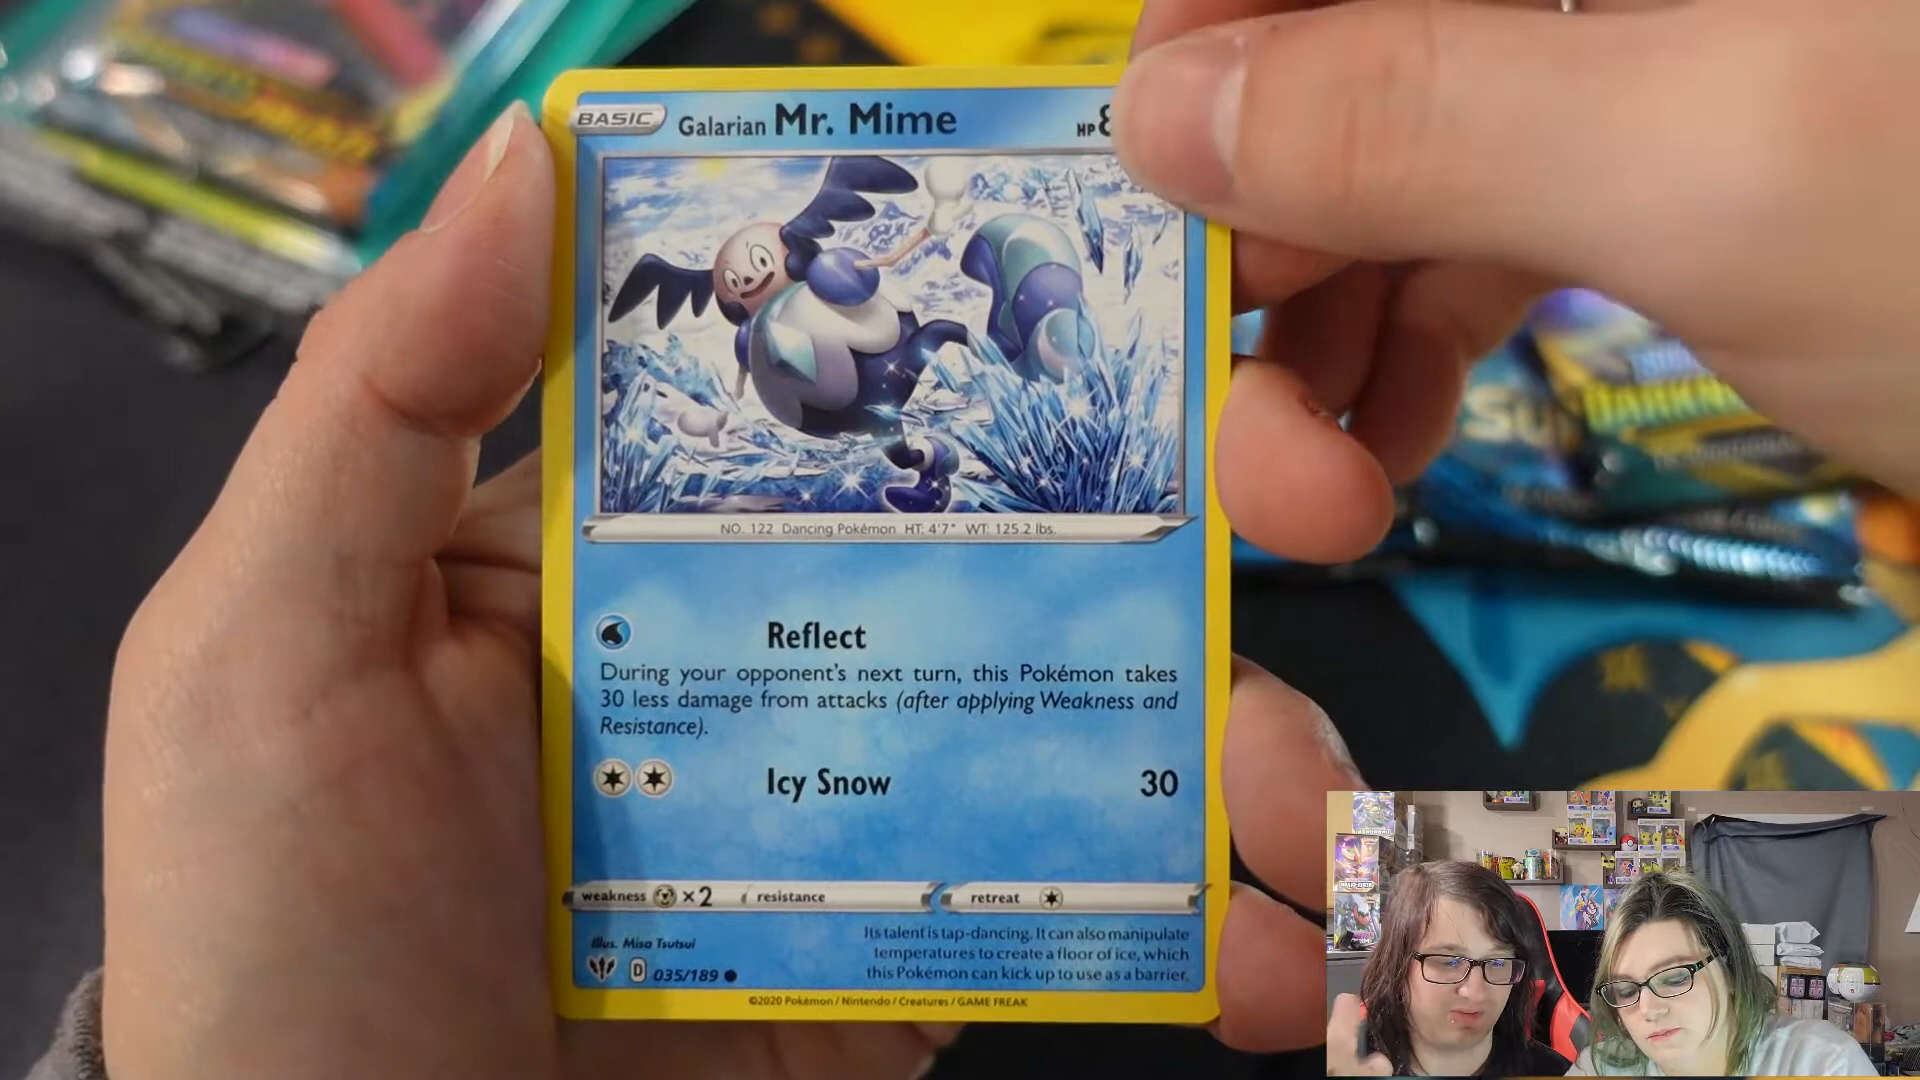 BASIC Galarian Mr. Mime HP
NO. 122 Dancing Pokémon HT: 4'7" WT: 125.2 lbs.
Reflect
During your opponent's next turn, this Pokémon takes
30 less damage from attacks (after applying Weakness and
Resistance).
Icy Snow 30
weakness ×2 resistance retreat
Illus. Misa Tsutsui
D 035/189
Its talent is tap-dancing. It can also manipulate
temperatures to create a floor of ice, which
this Pokémon can kick up to use as a barrier.
©2020 Pokémon / Nintendo / Creatures / GAME FREAK